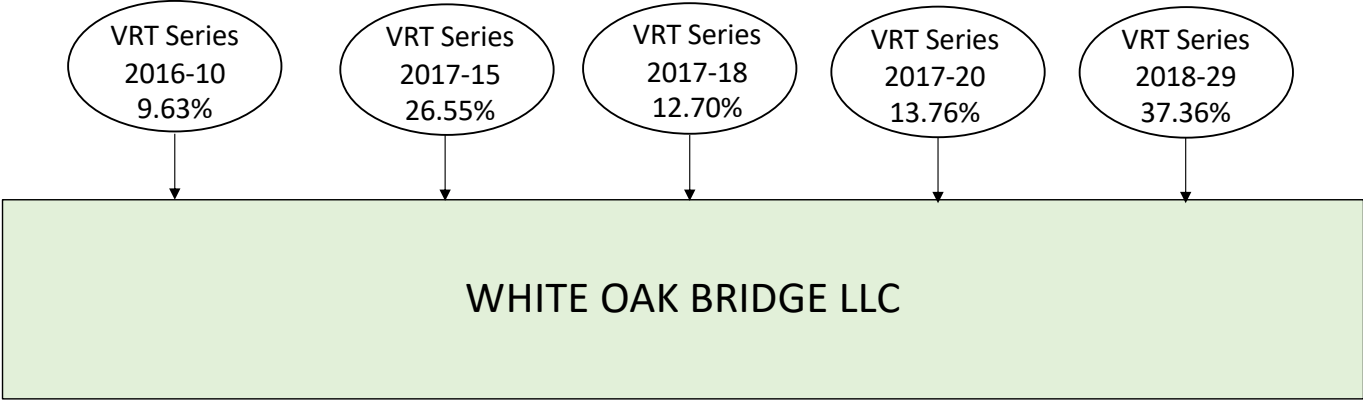 VRT Series
2016-10
9.63%
VRT Series
2017-15
26.55%
VRT Series
2017-18
12.70%
VRT Series
2017-20
13.76%
VRT Series
2018-29
37.36%
WHITE OAK BRIDGE LLC